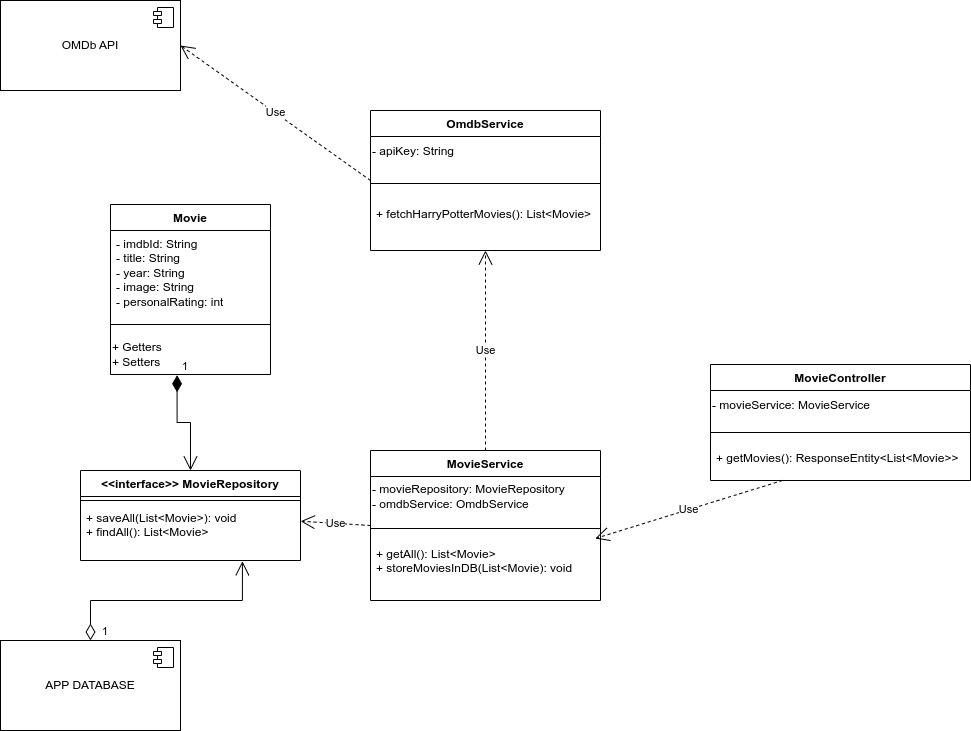 OMDb API
Use
OmdbService
- apiKey: String
+ fetchHarryPotterMovies(): List<Movie>
Movie
- imdbId: String
- title: String
- year: String
- image: String
- personalRating: int
+ Getters
+ Setters
1
Use
MovieController
- movieService: MovieService
+ getMovies(): ResponseEntity<List<Movie>>
Use
<<interface>> MovieRepository
+ saveAll(List<Movie>): void
+ findAll(): List<Movie>
Use
MovieService
- movieRepository: MovieRepository
- omdbService: OmdbService
+ getAll(): List<Movie>
+ storeMoviesInDB(List<Movie): void
1
APP DATABASE